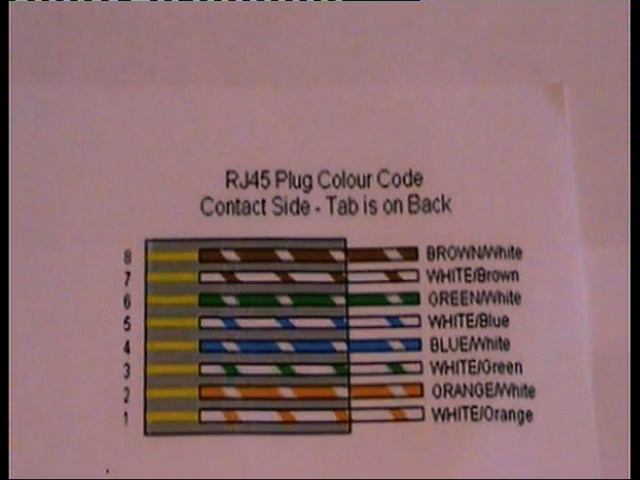 RJ45 Plug Colour Code
Contact Side - Tab is on Back
8 BROWN/White
7 WHITE/Brown
6 GREEN/White
5 WHITE/Blue
4 BLUE/White
3 WHITE/Green
2 ORANGE/White
1 WHITE/Orange